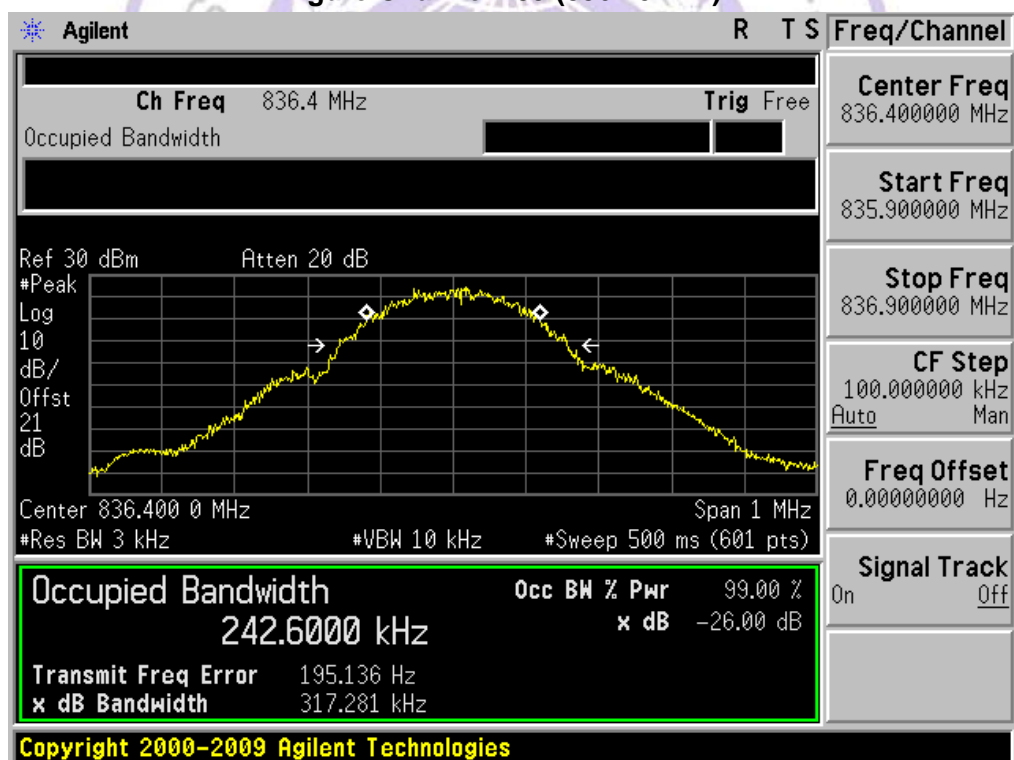 Agilent R T S Freq/Channel
Ch Freq 836.4 MHz Trig Free
Occupied Bandwidth
Center Freq
836.400000 MHz
Start Freq
835.900000 MHz
Stop Freq
836.900000 MHz
CF Step
100.000000 kHz
Auto Man
Freq Offset
0.00000000 Hz
Signal Track
On Off
Ref 30 dBm Atten 20 dB
#Peak
Log
10
dB/
Offst
21
dB
Center 836.400 0 MHz Span 1 MHz
#Res BW 3 kHz #VBW 10 kHz #Sweep 500 ms (601 pts)
Occupied Bandwidth Occ BW % Pwr 99.00 %
242.6000 kHz x dB -26.00 dB
Transmit Freq Error 195.136 Hz
x dB Bandwidth 317.281 kHz
Copyright 2000-2009 Agilent Technologies